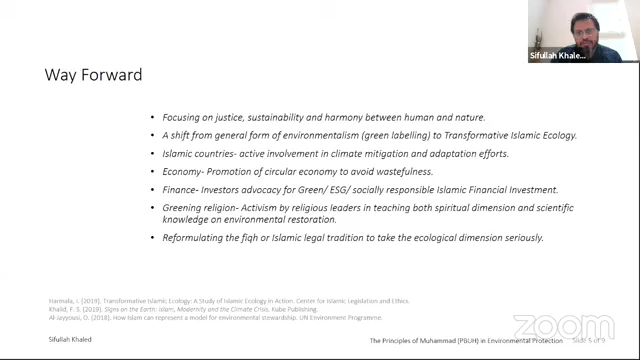 Sifullah Khale...
Way Forward
• Focusing on justice, sustainability and harmony between human and nature.
• A shift from general form of environmentalism (green labelling) to Transformative Islamic Ecology.
• Islamic countries- active involvement in climate mitigation and adaptation efforts.
• Economy- Promotion of circular economy to avoid wastefulness.
• Finance- Investors advocacy for Green/ ESG/ socially responsible Islamic Financial Investment.
• Greening religion- Activism by religious leaders in teaching both spiritual dimension and scientific
knowledge on environmental restoration.
• Reformulating the fiqh or Islamic legal tradition to take the ecological dimension seriously.
Harmala, I. (2019). Transformative Islamic Ecology: A Study of Islamic Ecology in Action. Center for Islamic Legislation and Ethics.
Khalid, F. S. (2019). Signs on the Earth: Islam, Modernity and the Climate Crisis. Kube Publishing.
Al-Jayyousi, O. (2018). How Islam can represent a model for environmental stewardship. UN Environment Programme.
zoom
Sifullah Khaled
The Principles of Muhammad (PBUH) in Environmental Protection
Slide 5 of 9